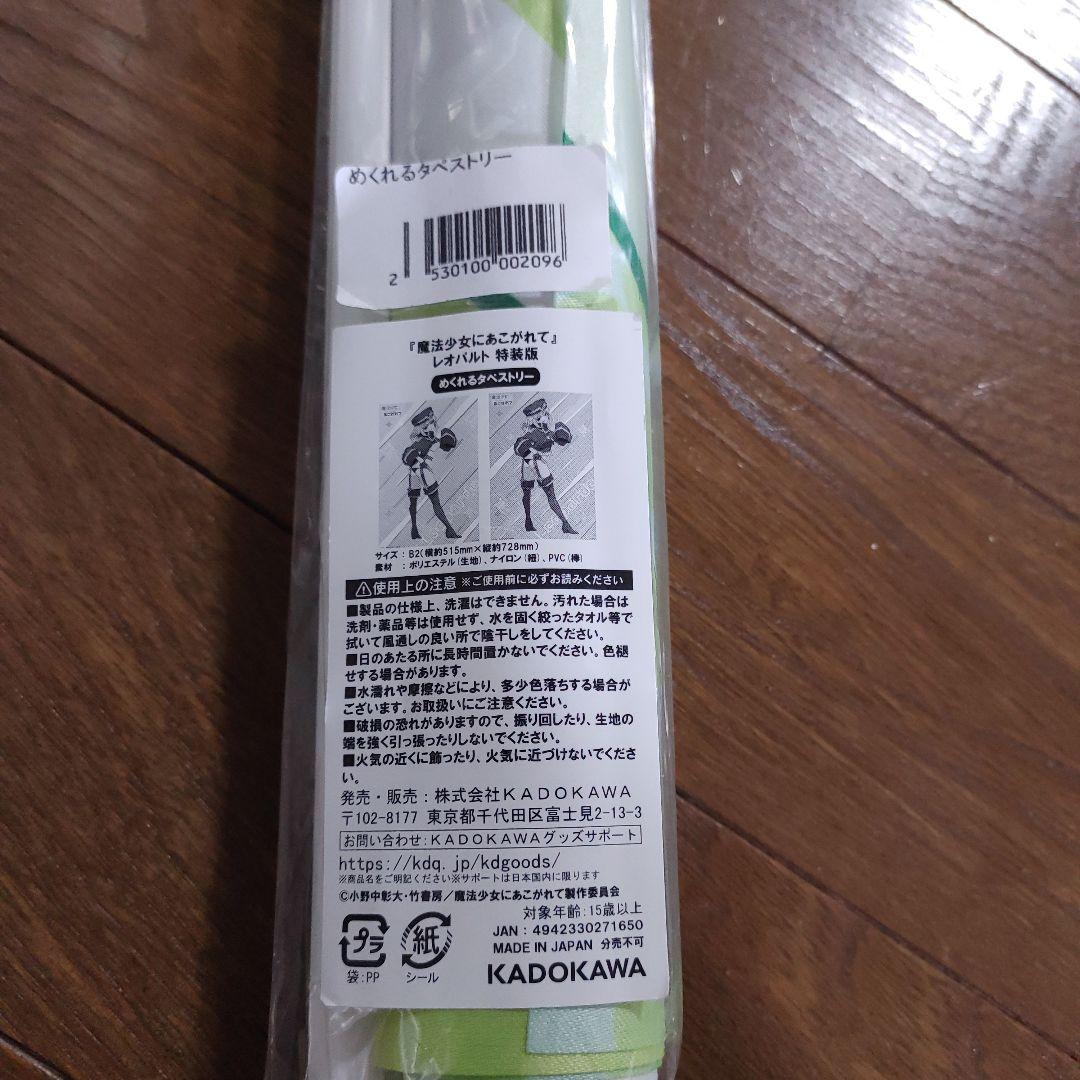 めくれるタペストリー
2 530100 002096
『魔法少女にあこがれて』
レオパルト 特装版
めくれるタペストリー
サイズ：B2(横約515mm×縦約728mm)
素材 ：ポリエステル(生地)、ナイロン(紐)、PVC(棒)
使用上の注意 ※ご使用前に必ずお読みください
■製品の仕様上、洗濯はできません。汚れた場合は
洗剤・薬品等は使用せず、水を固く絞ったタオル等で
拭いて風通しの良い所で陰干しをしてください。
■日のあたる所に長時間置かないでください。色褪
せする場合があります。
■水濡れや摩擦などにより、多少色落ちする場合が
ございます。お取扱いにご注意ください。
■破損の恐れがありますので、振り回したり、生地の
端を強く引っ張ったりしないでください。
■火気の近くに飾ったり、火気に近づけないでくださ
い。
発売・販売：株式会社KADOKAWA
〒102-8177 東京都千代田区富士見2-13-3
お問い合わせ：KADOKAWAグッズサポート
https://kdq.jp/kdgoods/
※商品名をご明記ください※サポートは日本国内に限ります
©小野中彰大・竹書房／魔法少女にあこがれて製作委員会
対象年齢：15歳以上
JAN：4942330271650
MADE IN JAPAN 分売不可
プラ 紙
袋：PP シール
KADOKAWA